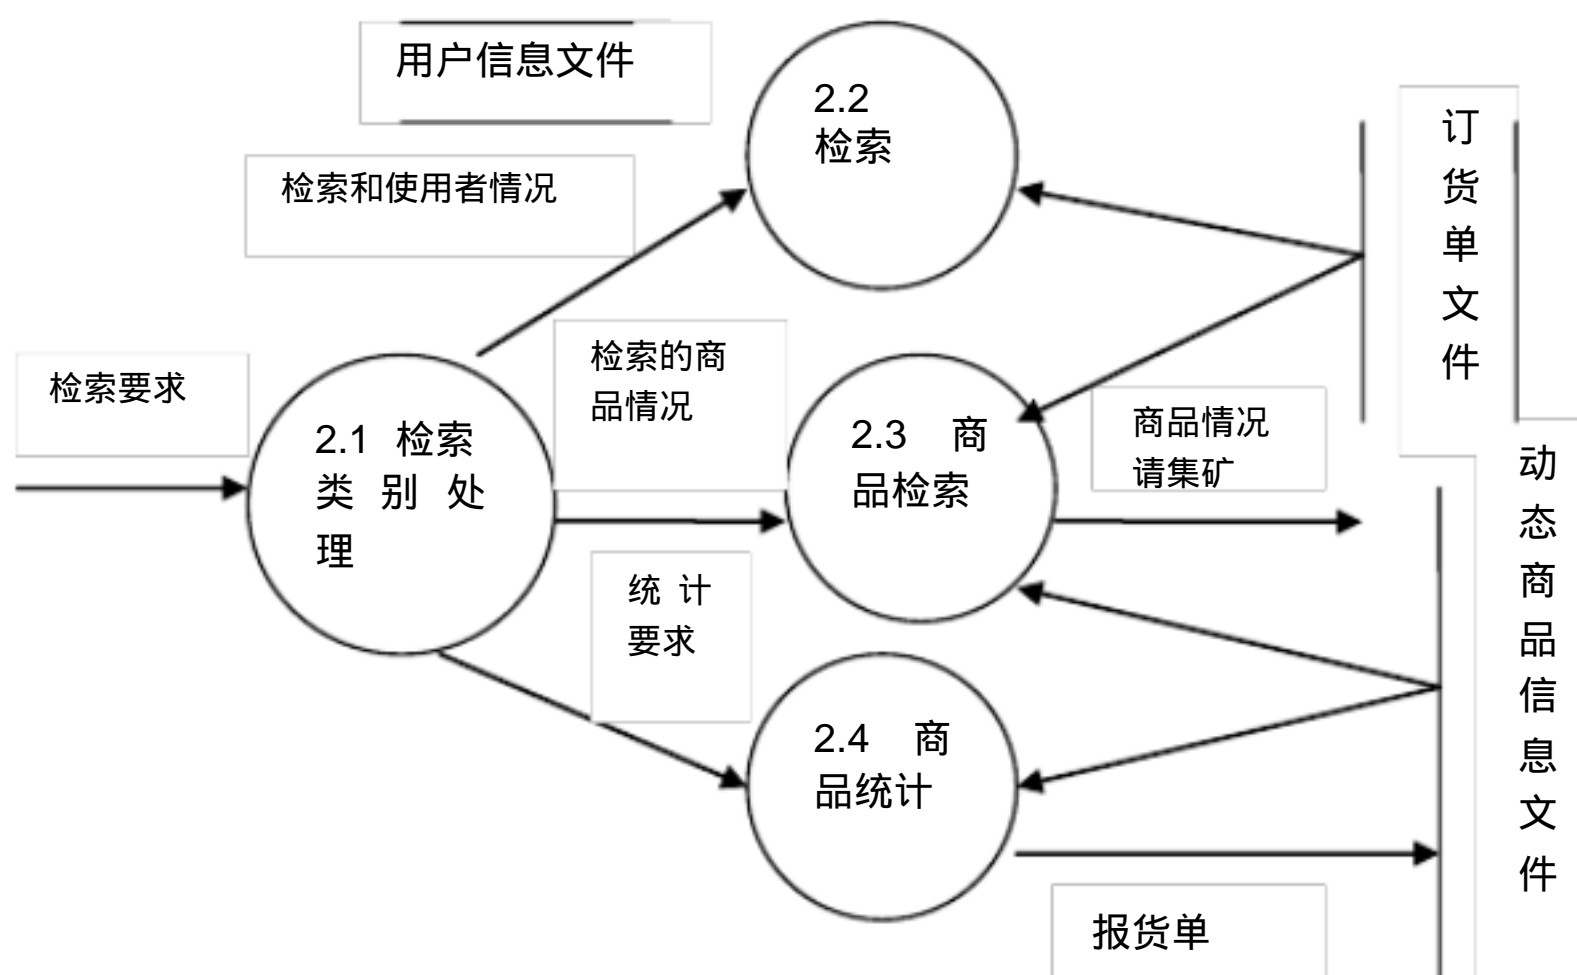 用户信息文件
2.2
检索
检索和使用者情况
订
货
单
文
件
检索要求
2.1 检索
类 别 处
理
检索的商
品情况
2.3 商
品检索
商品情况
请集矿
统 计
要求
2.4 商
品统计
动
态
商
品
信
息
文
件
报货单